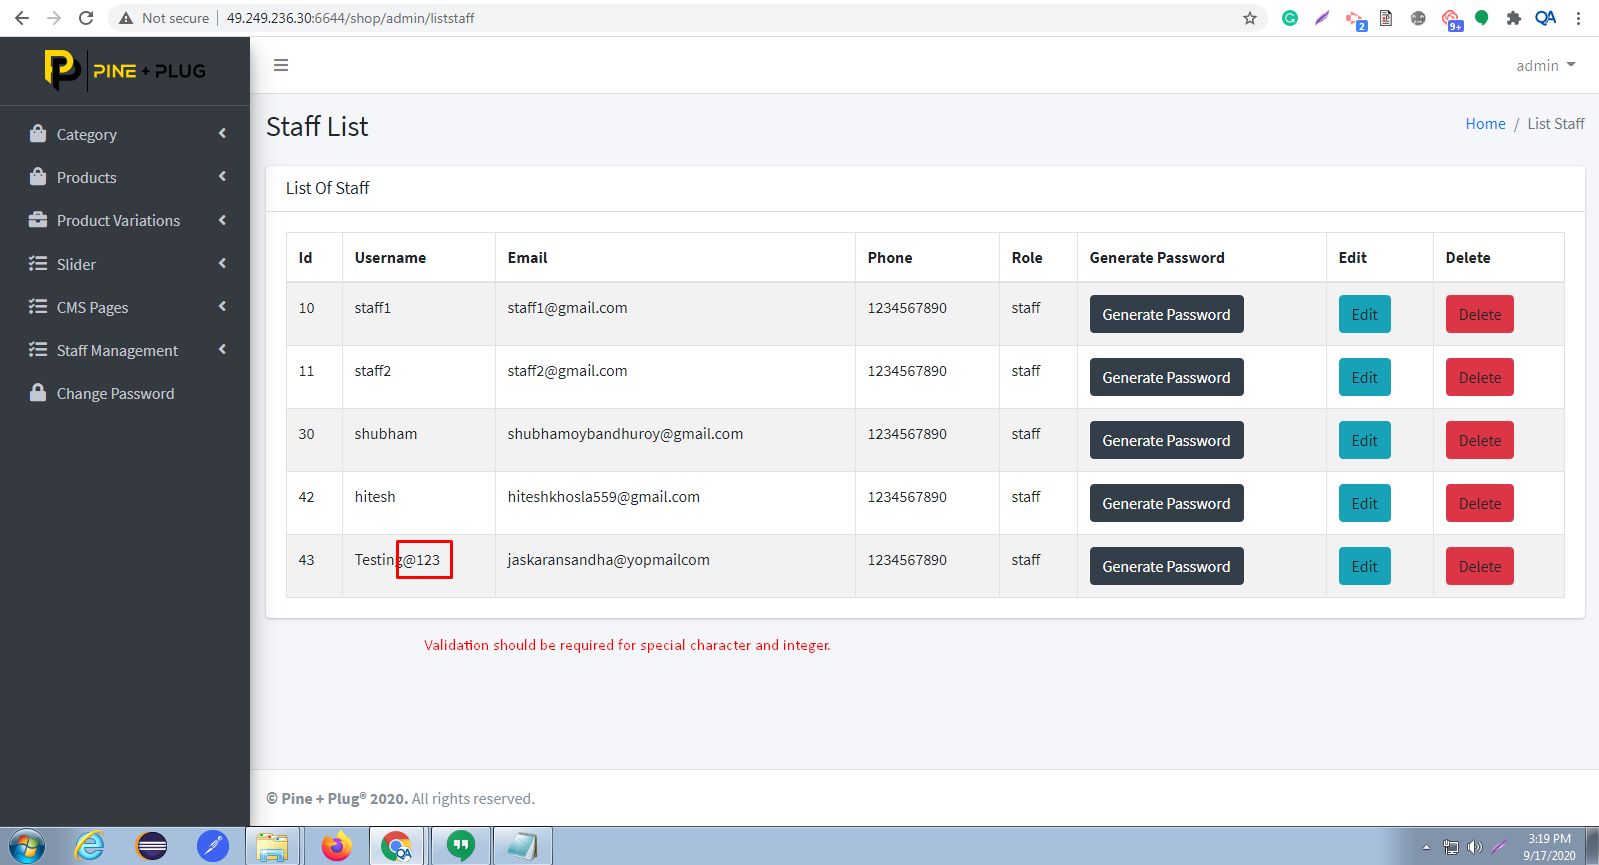 Not secure | 49.249.236.30:6644/shop/admin/liststaff
2
9+
QA
PINE + PLUG
admin
Category
Products
Product Variations
Slider
CMS Pages
Staff Management
Change Password
Staff List
Home / List Staff
List Of Staff
Id Username Email Phone Role Generate Password Edit Delete
10 staff1 staff1@gmail.com 1234567890 staff Generate Password Edit Delete
11 staff2 staff2@gmail.com 1234567890 staff Generate Password Edit Delete
30 shubham shubhamoybandhuroy@gmail.com 1234567890 staff Generate Password Edit Delete
42 hitesh hiteshkhosla559@gmail.com 1234567890 staff Generate Password Edit Delete
43 Testing@123 jaskaransandha@yopmailcom 1234567890 staff Generate Password Edit Delete
Validation should be required for special character and integer.
© Pine + Plug® 2020. All rights reserved.
QA
3:19 PM
9/17/2020